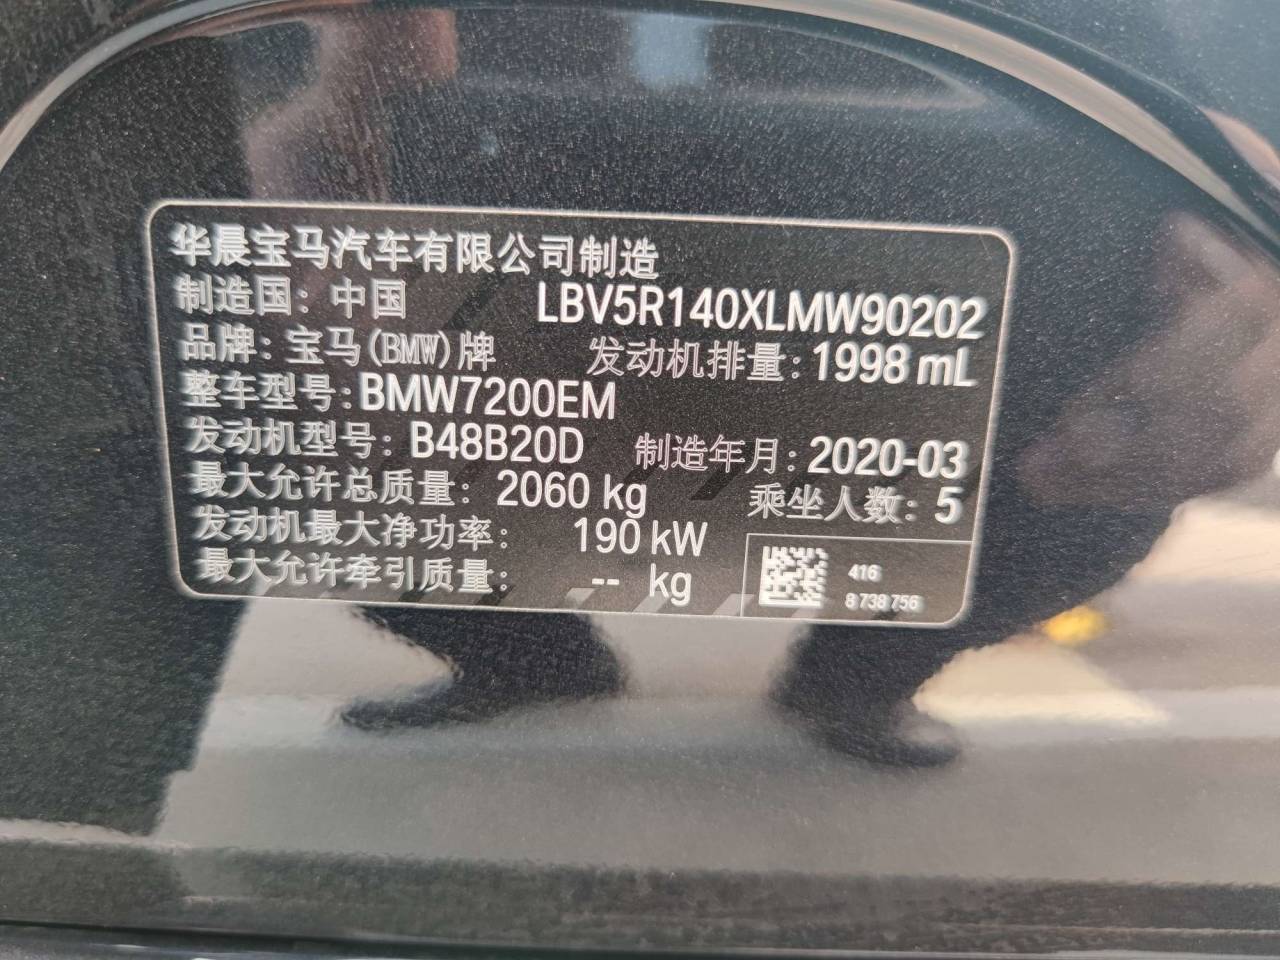 华晨宝马汽车有限公司制造
制造国：中国 LBV5R140XLMW90202
品牌：宝马(BMW)牌 发动机排量：1998 mL
整车型号：BMW7200EM
发动机型号：B48B20D 制造年月：2020-03
最大允许总质量：2060 kg 乘坐人数：5
发动机最大净功率：190 kW
最大允许牵引质量：-- kg
416
8 738 756